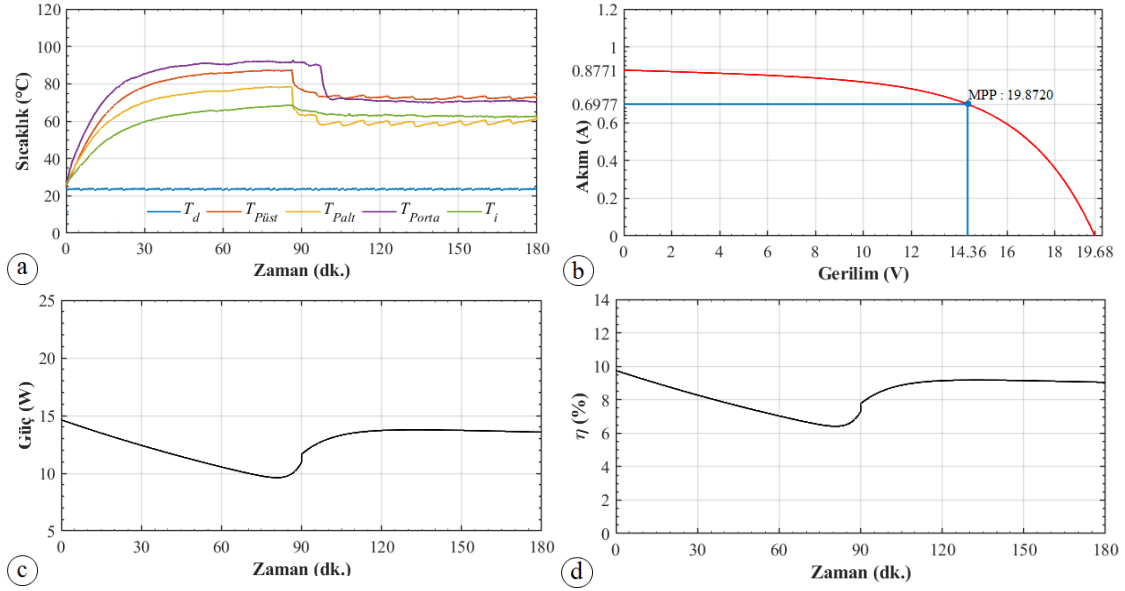 120
100
80
60
40
20
0
Sıcaklık (°C)
T_d T_Püst T_Palt T_Porta T_i
0 30 60 90 120 150 180
Zaman (dk.)
a
1.2
1
0.8771
0.6977
0.6
0.4
0.2
0
Akım (A)
MPP : 19.8720
0 2 4 6 8 10 12 14.36 16 18 19.68
Gerilim (V)
b
25
20
15
10
5
Güç (W)
0 30 60 90 120 150 180
Zaman (dk.)
c
14
12
10
8
6
4
2
0
η (%)
0 30 60 90 120 150 180
Zaman (dk.)
d